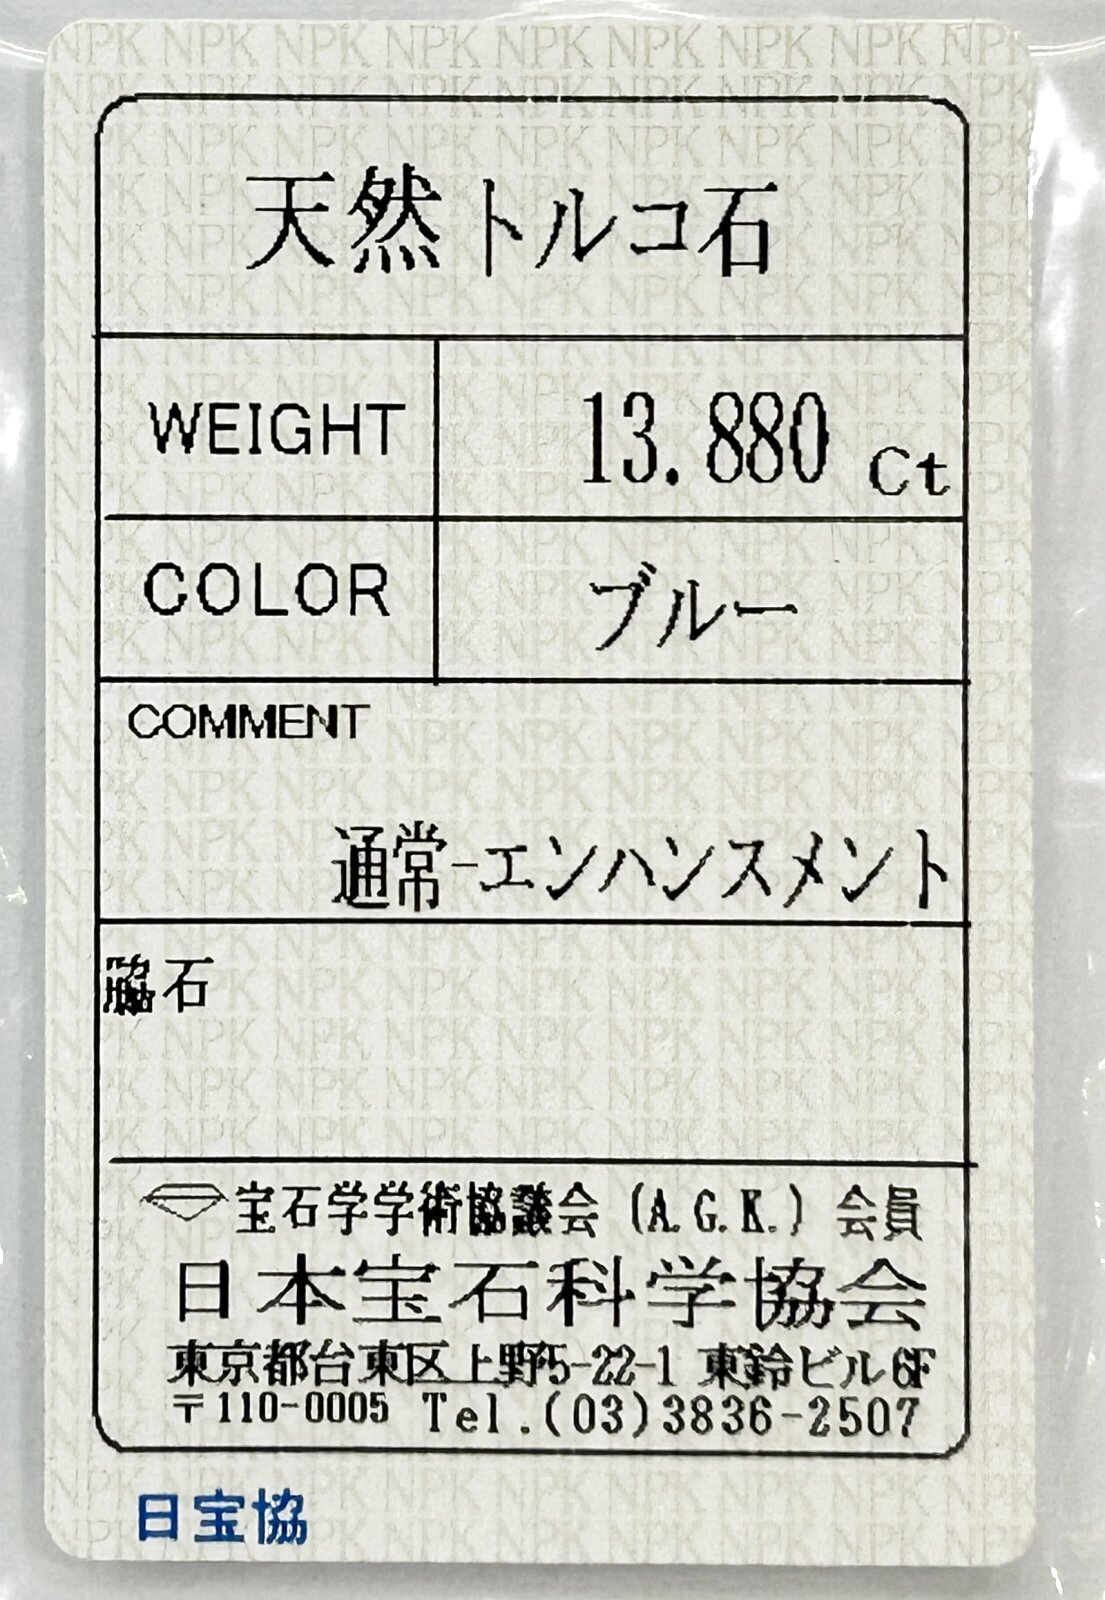 天然トルコ石
WEIGHT 13.880 Ct
COLOR ブルー
COMMENT
通常-エンハンスメント
脇石
宝石学学術協議会 (A.G.K.) 会員
日本宝石科学協会
東京都台東区上野5-22-1 東鈴ビル6F
〒110-0005 Tel.(03)3836-2507
日宝協